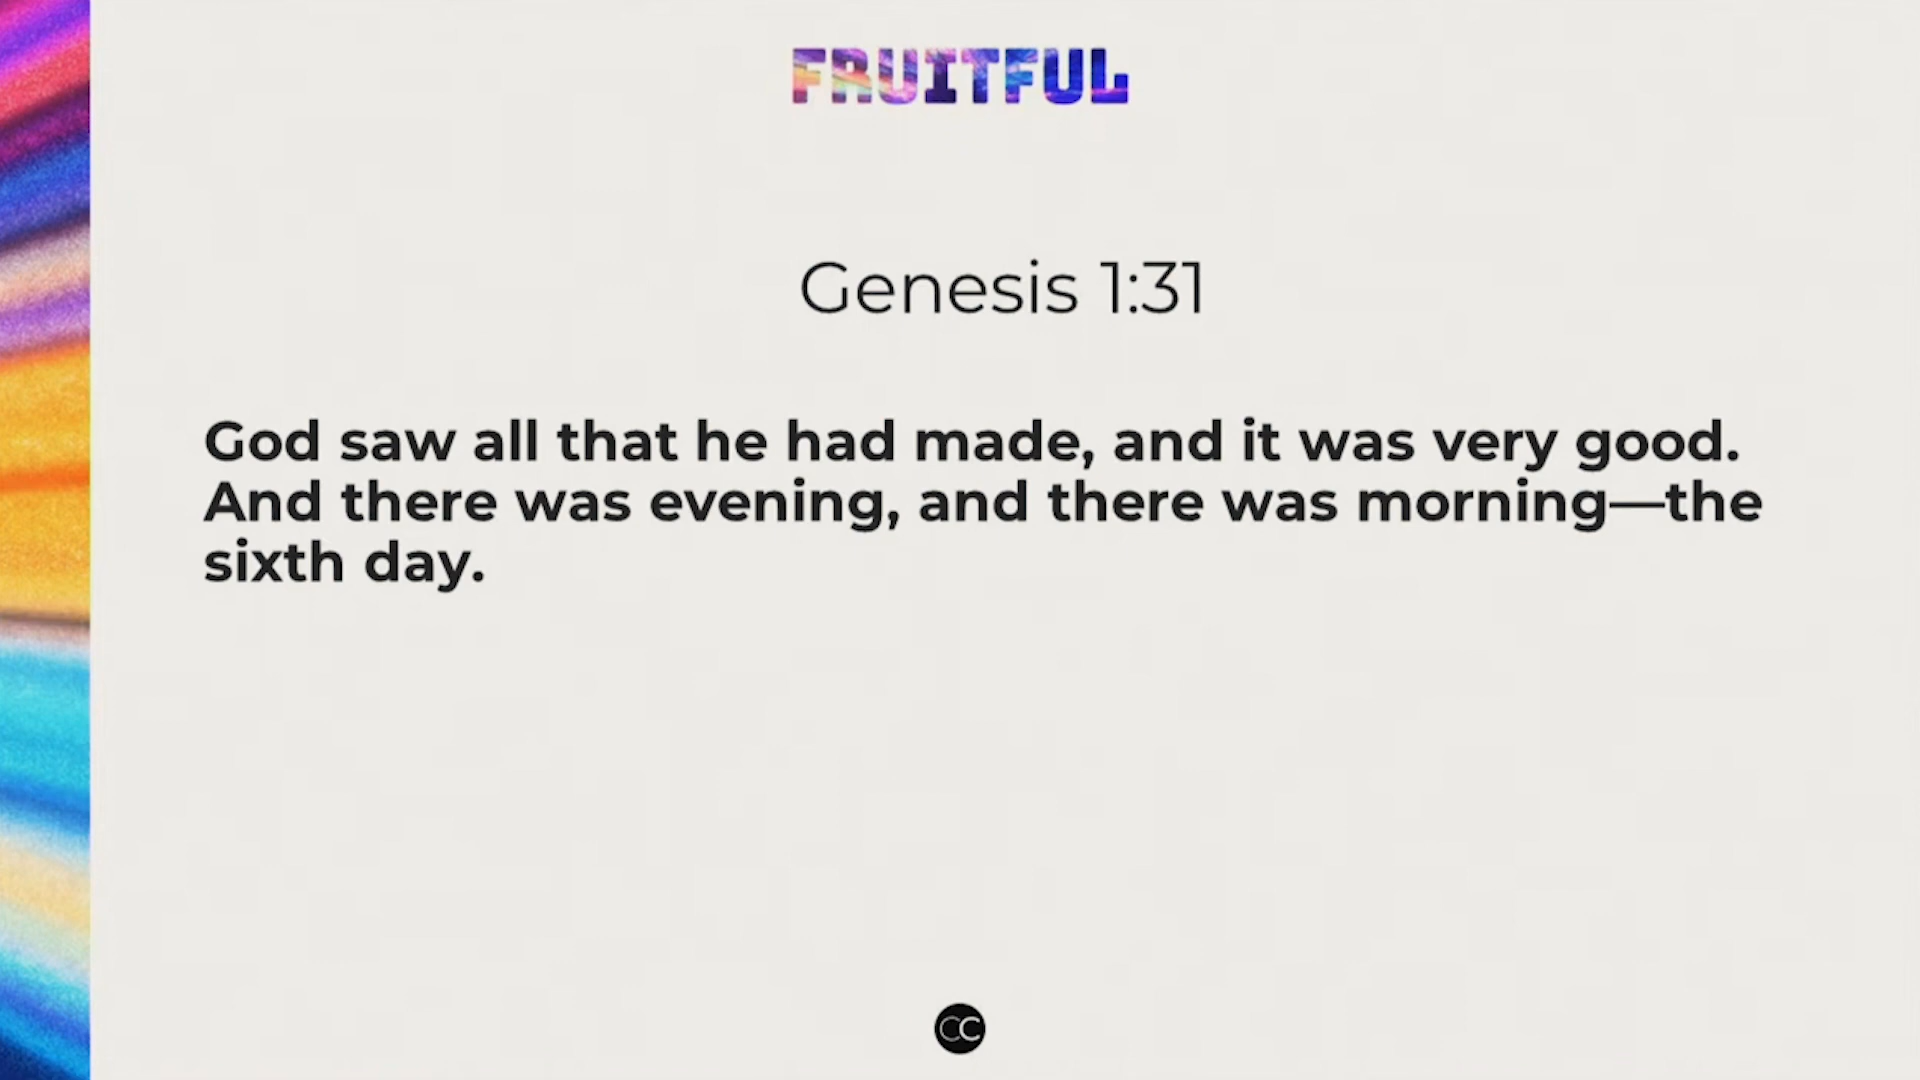 FRUITFUL
Genesis 1:31
God saw all that he had made, and it was very good.
And there was evening, and there was morning—the
sixth day.
CC